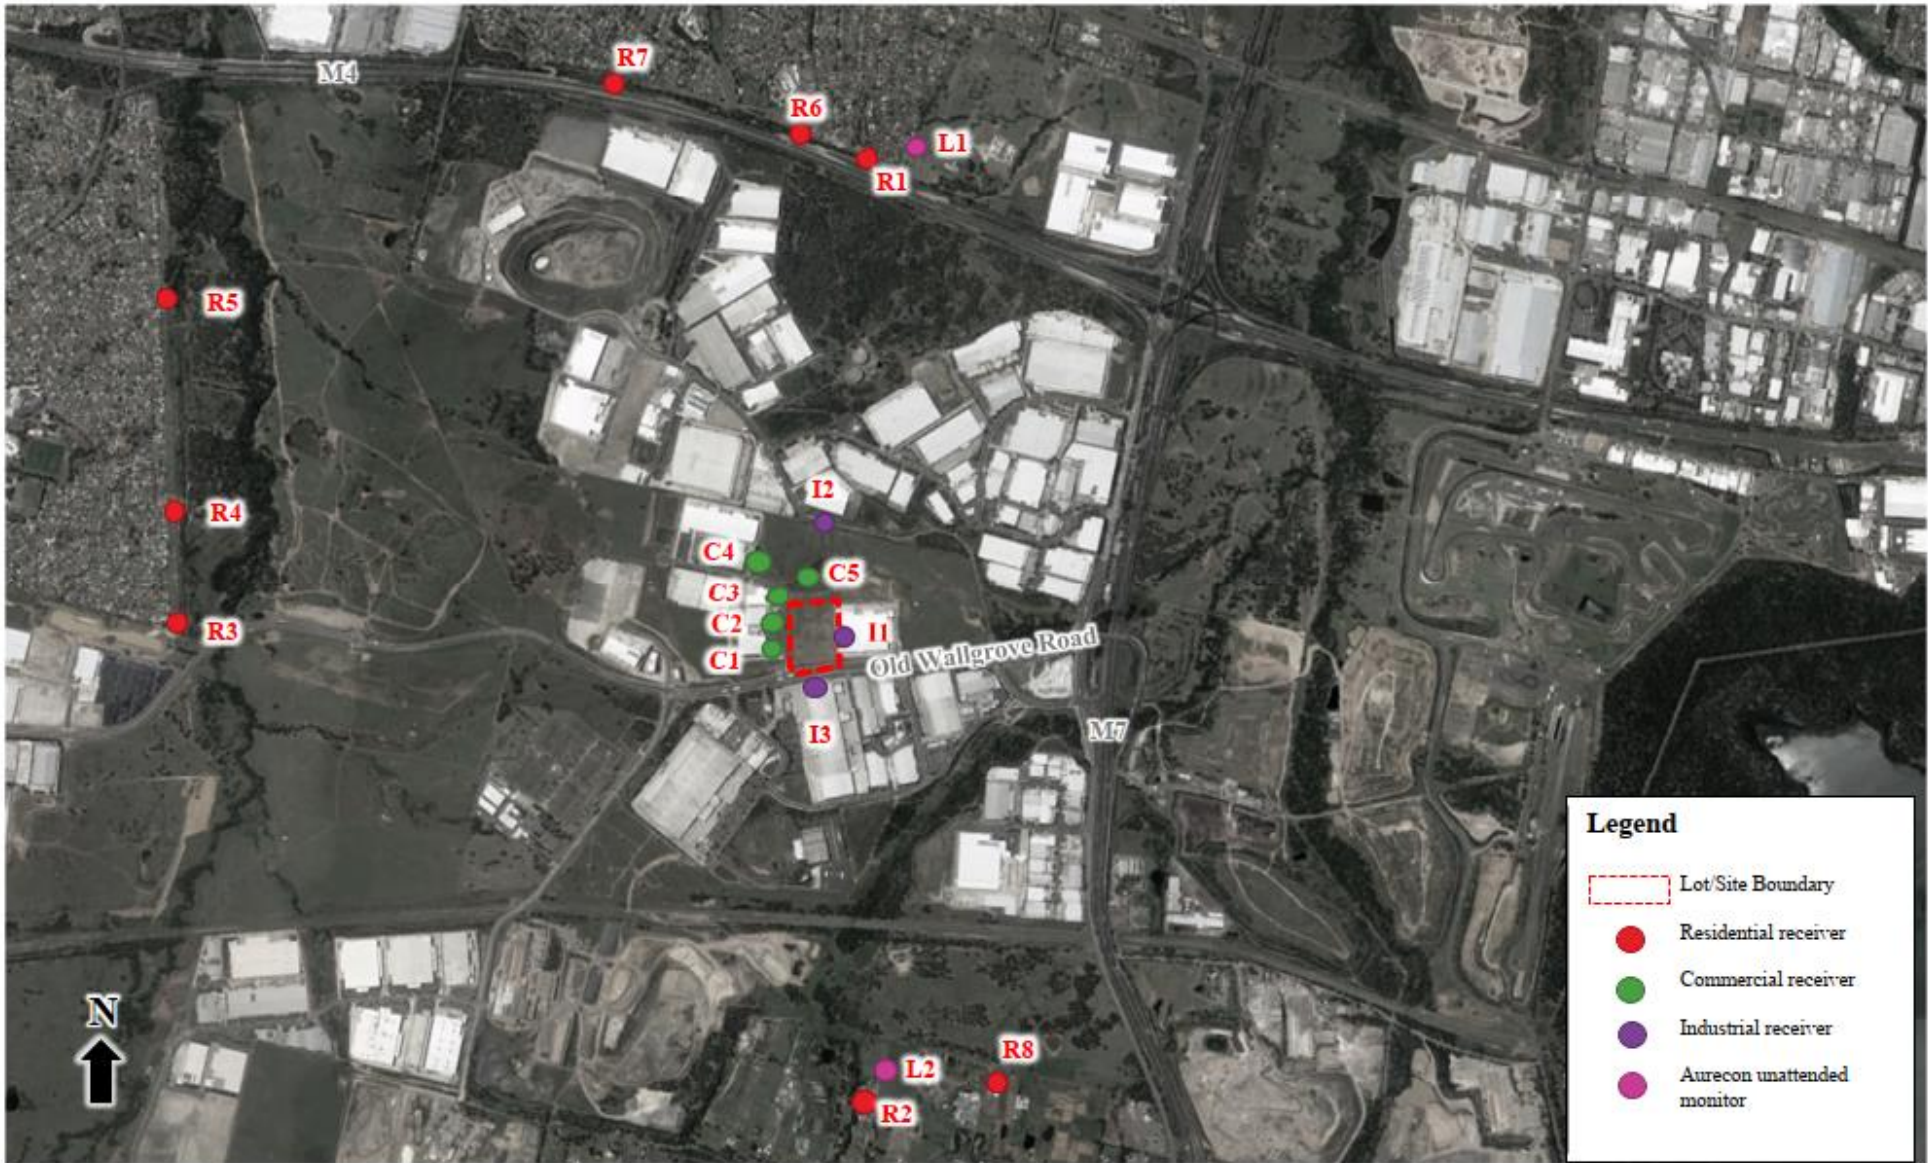 R7
M4
R6
L1
R1
R5
I2
R4
C4
C5
C3
C2
R3
I1
C1
Old Wallgrove Road
I3
M7
Legend
Lot/Site Boundary
Residential receiver
Commercial receiver
Industrial receiver
Aurecon unattended
monitor
N
R8
L2
R2